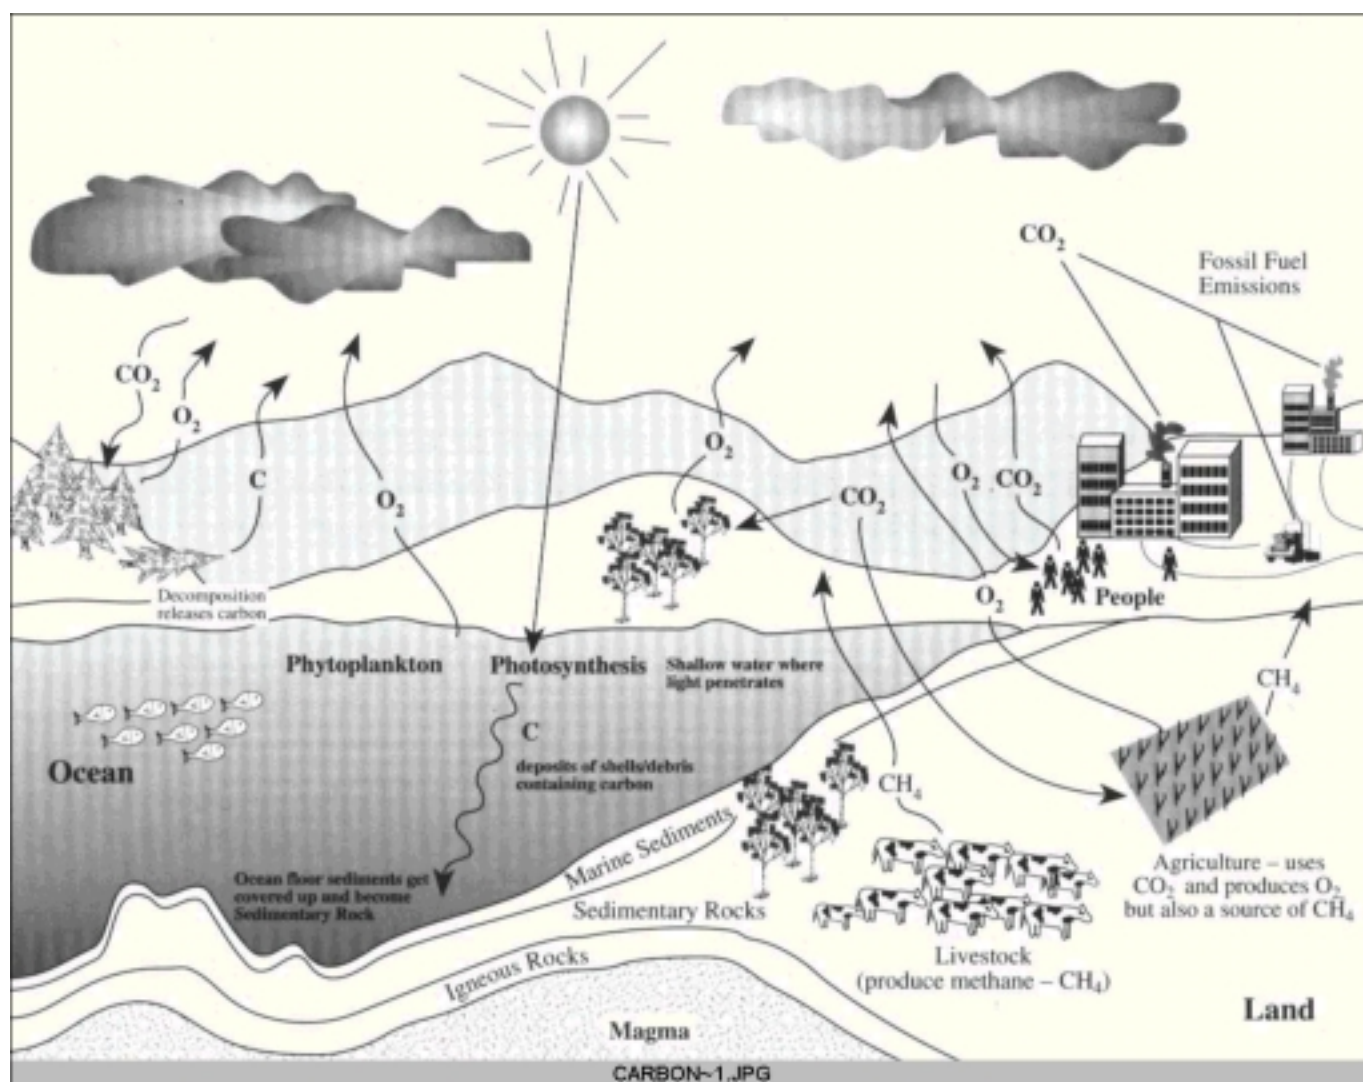 CO₂
Fossil Fuel
Emissions
CO₂
O₂
C
O₂
O₂
CO₂
O₂
CO₂
Decomposition
releases carbon
O₂
People
Phytoplankton
Photosynthesis
Shallow water where
light penetrates
CH₄
C
Ocean
deposits of shells/debris
containing carbon
CH₄
Marine Sediments
Ocean floor sediments get
covered up and become
Sedimentary Rock
Agriculture – uses
CO₂ and produces O₂
but also a source of CH₄
Sedimentary Rocks
Livestock
(produce methane – CH₄)
Igneous Rocks
Land
Magma
CARBON~1.JPG